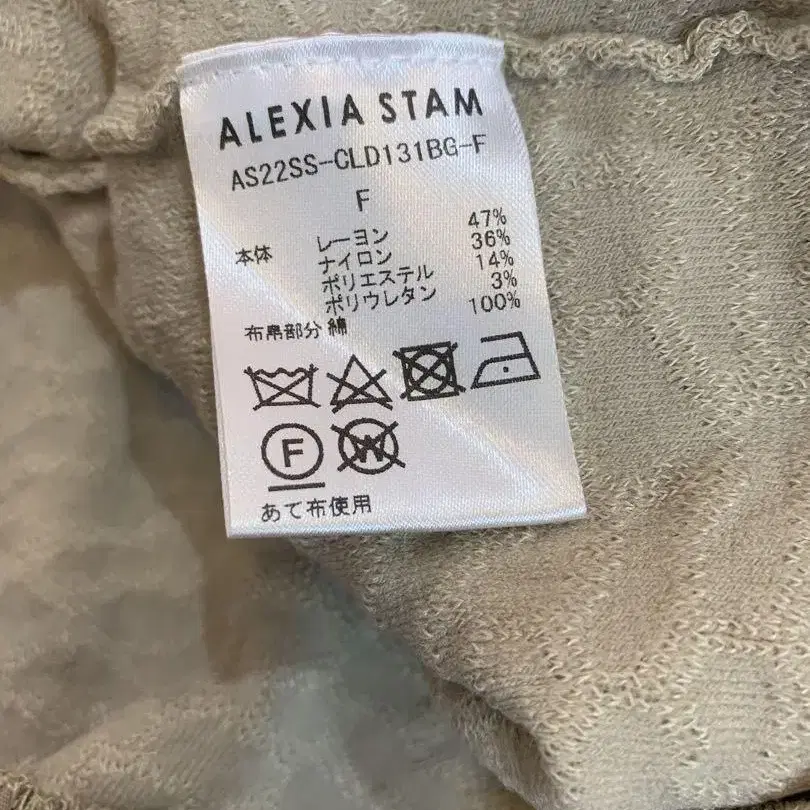 ALEXIA STAM
AS22SS-CLD131BG-F
F
本体 レーヨン 47%
ナイロン 36%
ポリエステル 14%
ポリウレタン 3%
布帛部分 綿 100%
F
W
あて布使用